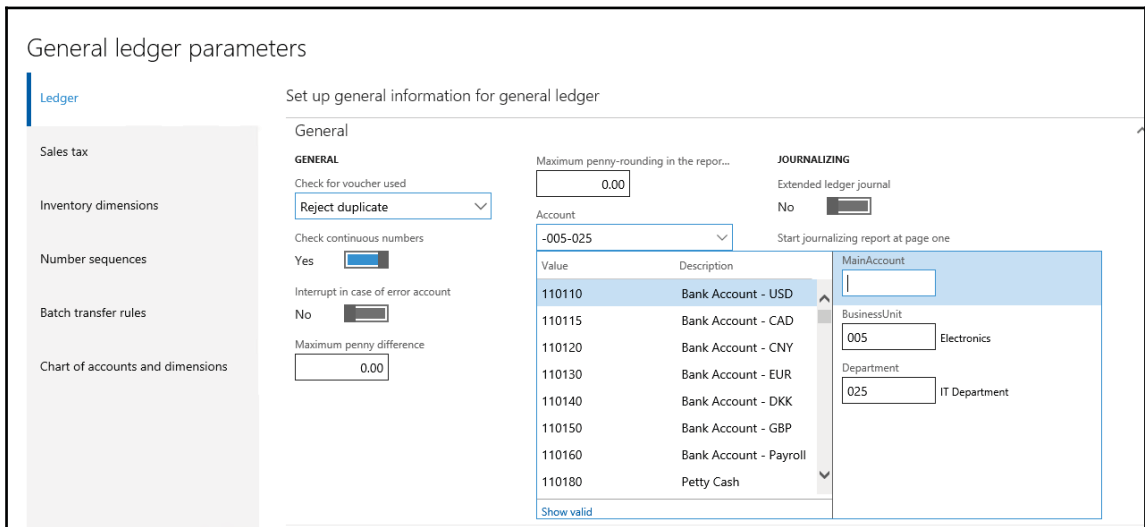 General ledger parameters
Ledger
Sales tax
Inventory dimensions
Number sequences
Batch transfer rules
Chart of accounts and dimensions
Set up general information for general ledger
General
GENERAL
Check for voucher used
Reject duplicate
Check continuous numbers
Yes
Interrupt in case of error account
No
Maximum penny difference
0.00
Maximum penny-rounding in the repor...
0.00
Account
-005-025
Value Description
110110 Bank Account - USD
110115 Bank Account - CAD
110120 Bank Account - CNY
110130 Bank Account - EUR
110140 Bank Account - DKK
110150 Bank Account - GBP
110160 Bank Account - Payroll
110180 Petty Cash
Show valid
JOURNALIZING
Extended ledger journal
No
Start journalizing report at page one
MainAccount
BusinessUnit
005 Electronics
Department
025 IT Department